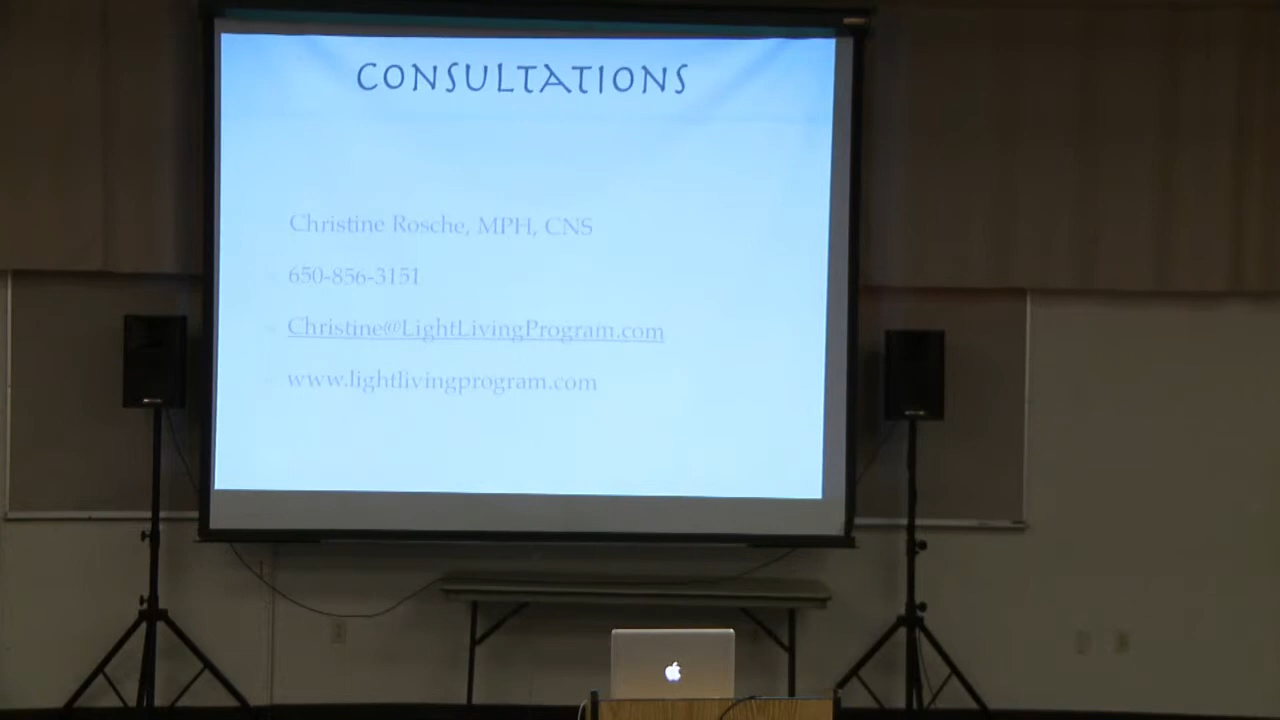 CONSULTATIONS
Christine Rosche, MPH, CNS
650-856-3151
Christine@LightLivingProgram.com
www.lightlivingprogram.com